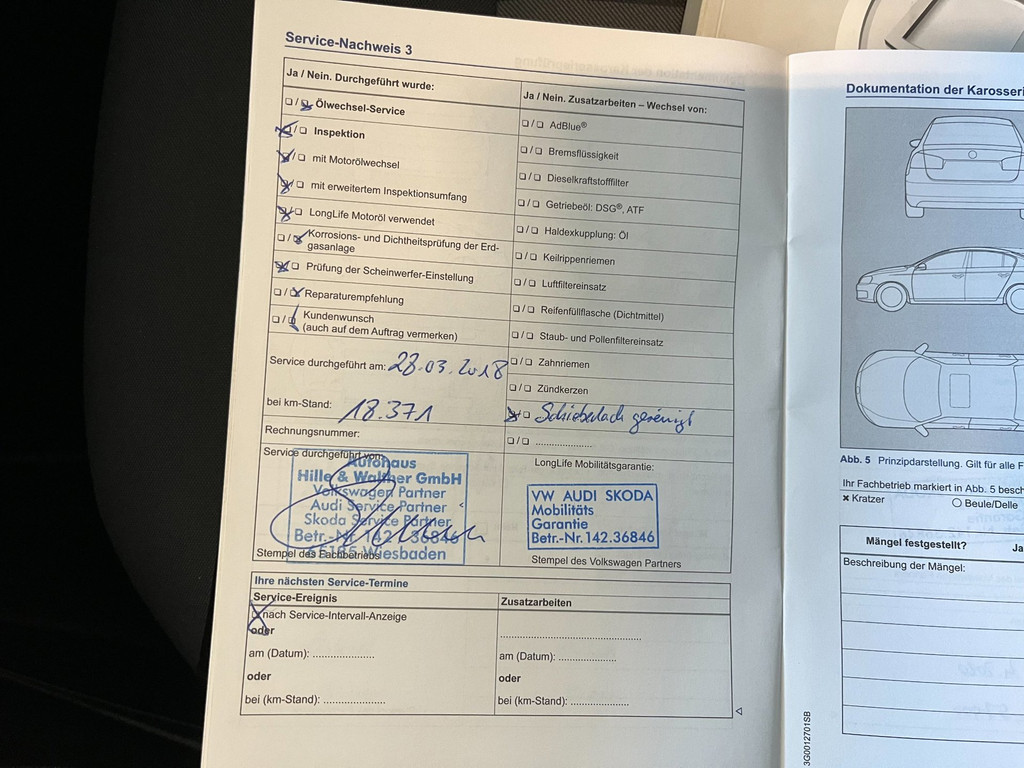 Service-Nachweis 3
Ja / Nein. Durchgeführt wurde:
❏ / ❏ Ölwechsel-Service
❏ / ❏ Inspektion
❏ / ❏ mit Motorölwechsel
❏ / ❏ mit erweitertem Inspektionsumfang
❏ / ❏ LongLife Motoröl verwendet
❏ / ❏ Korrosions- und Dichtheitsprüfung der Erd-
gasanlage
❏ / ❏ Prüfung der Scheinwerfer-Einstellung
❏ / ❏ Reparaturempfehlung
❏ / ❏ Kundenwunsch
(auch auf dem Auftrag vermerken)
Service durchgeführt am: 28.03.2018
bei km-Stand: 18.371
Rechnungsnummer:
Service durchgeführt von:
Autohaus
Hille & Walther GmbH
Volkswagen Partner
Audi Service Partner
Skoda Service Partner
Betr.-Nr. 142.36846
Wiesbaden
Stempel des Fachbetriebs
Ja / Nein. Zusatzarbeiten – Wechsel von:
❏ / ❏ AdBlue®
❏ / ❏ Bremsflüssigkeit
❏ / ❏ Dieselkraftstofffilter
❏ / ❏ Getriebeöl: DSG®, ATF
❏ / ❏ Haldexkupplung: Öl
❏ / ❏ Keilrippenriemen
❏ / ❏ Luftfiltereinsatz
❏ / ❏ Reifenfüllflasche (Dichtmittel)
❏ / ❏ Staub- und Pollenfiltereinsatz
❏ / ❏ Zahnriemen
❏ / ❏ Zündkerzen
❏ / ❏ Schiebedach gereinigt
❏ / ❏ .....................
LongLife Mobilitätsgarantie:
VW AUDI SKODA
Mobilitäts
Garantie
Betr.-Nr. 142.36846
Stempel des Volkswagen Partners
Ihre nächsten Service-Termine
Service-Ereignis
nach Service-Intervall-Anzeige
oder
am (Datum): .....................
oder
bei (km-Stand): .....................
Zusatzarbeiten
.....................
am (Datum): .....................
oder
bei (km-Stand): .....................
Dokumentation der Karosseri
Abb. 5 Prinzipdarstellung. Gilt für alle F
Ihr Fachbetrieb markiert in Abb. 5 besch
× Kratzer
○ Beule/Delle
Mängel festgestellt?
Ja
Beschreibung der Mängel:
3G0012701SB